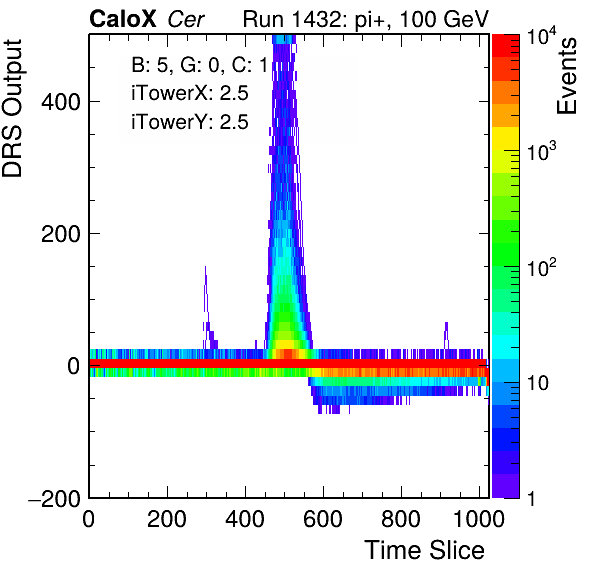 CaloX Cer Run 1432: pi+, 100 GeV
B: 5, G: 0, C: 1
iTowerX: 2.5
iTowerY: 2.5
DRS Output
400
200
0
−200
0 200 400 600 800 1000
Time Slice
Events
10^4
10^3
10^2
10
1